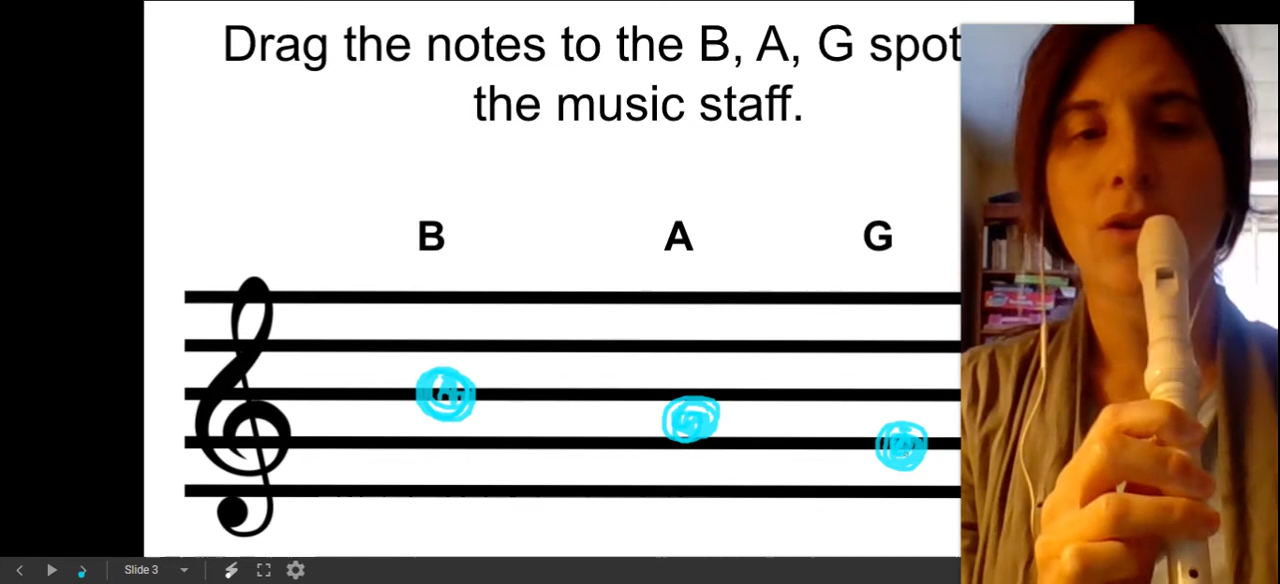 Drag the notes to the B, A, G spot
the music staff.
B A G
Slide 3